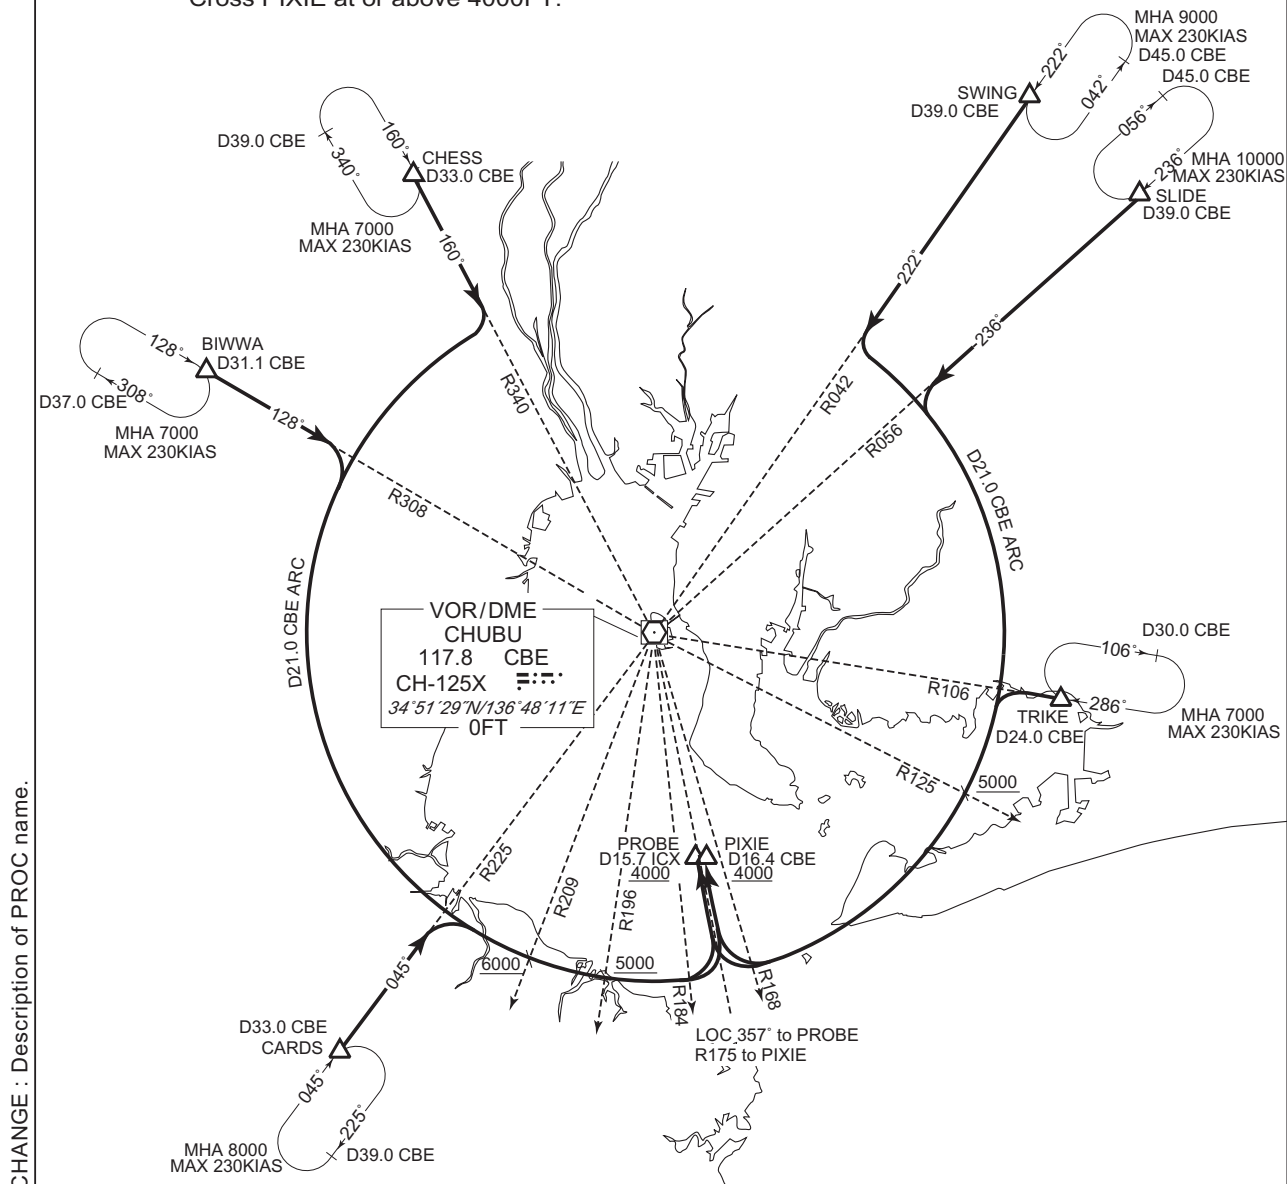 Cross PIXIE at or above 4000FT.
MHA 9000
MAX 230KIAS
D45.0 CBE
222°
042°
D45.0 CBE
SWING
D39.0 CBE
056°
236°
MHA 10000
MAX 230KIAS
SLIDE
D39.0 CBE
D39.0 CBE
160°
340°
CHESS
D33.0 CBE
MHA 7000
MAX 230KIAS
160°
222°
236°
BIWWA
D31.1 CBE
128°
308°
D37.0 CBE
MHA 7000
MAX 230KIAS
128°
R340
R042
R056
R308
D21.0 CBE ARC
D21.0 CBE ARC
VOR/DME
CHUBU
117.8 CBE
CH-125X
34°51′29″N/136°48′11″E
0FT
R106
106°
D30.0 CBE
286°
TRIKE
D24.0 CBE
MHA 7000
MAX 230KIAS
R125
5000
PROBE
D15.7 ICX
4000
PIXIE
D16.4 CBE
4000
R225
R209
R196
6000
5000
R184
R168
LOC 357° to PROBE
R175 to PIXIE
045°
D33.0 CBE
CARDS
045°
225°
MHA 8000
MAX 230KIAS
D39.0 CBE
CHANGE : Description of PROC name.